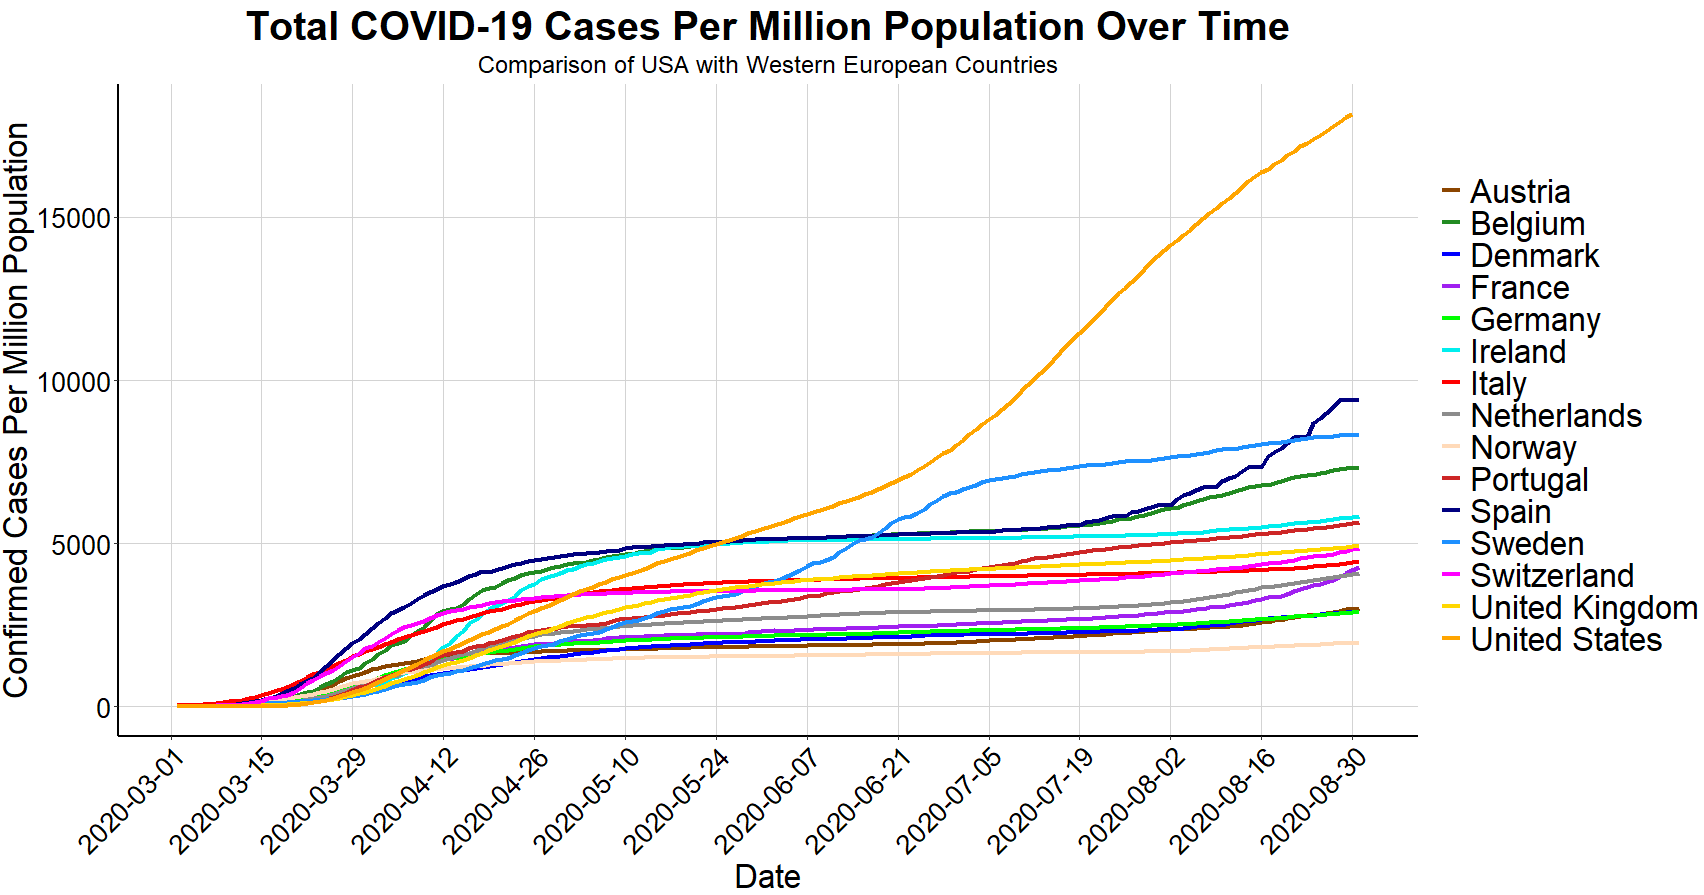 Total COVID-19 Cases Per Million Population Over Time
Comparison of USA with Western European Countries
Confirmed Cases Per Million Population
15000
10000
5000
0
2020-03-01
2020-03-15
2020-03-29
2020-04-12
2020-04-26
2020-05-10
2020-05-24
2020-06-07
2020-06-21
2020-07-05
2020-07-19
2020-08-02
2020-08-16
2020-08-30
Date
Austria
Belgium
Denmark
France
Germany
Ireland
Italy
Netherlands
Norway
Portugal
Spain
Sweden
Switzerland
United Kingdom
United States